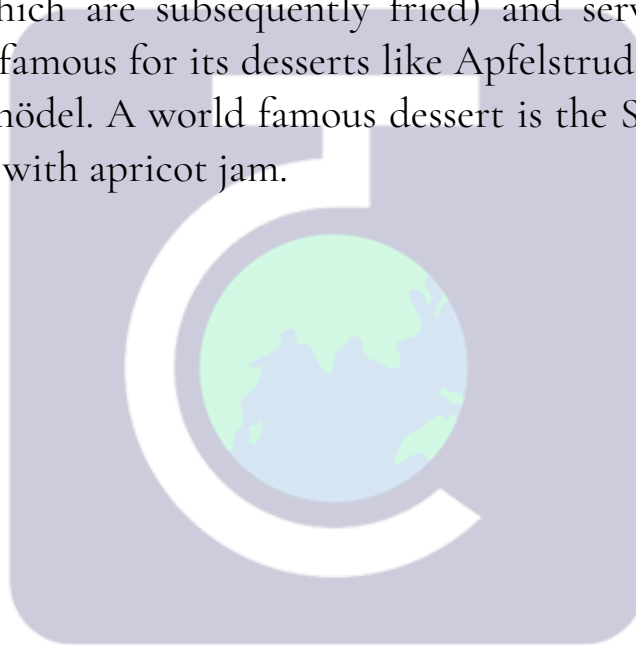 hich are subsequently fried) and serv
famous for its desserts like Apfelstrud
nödel. A world famous dessert is the S
with apricot jam.